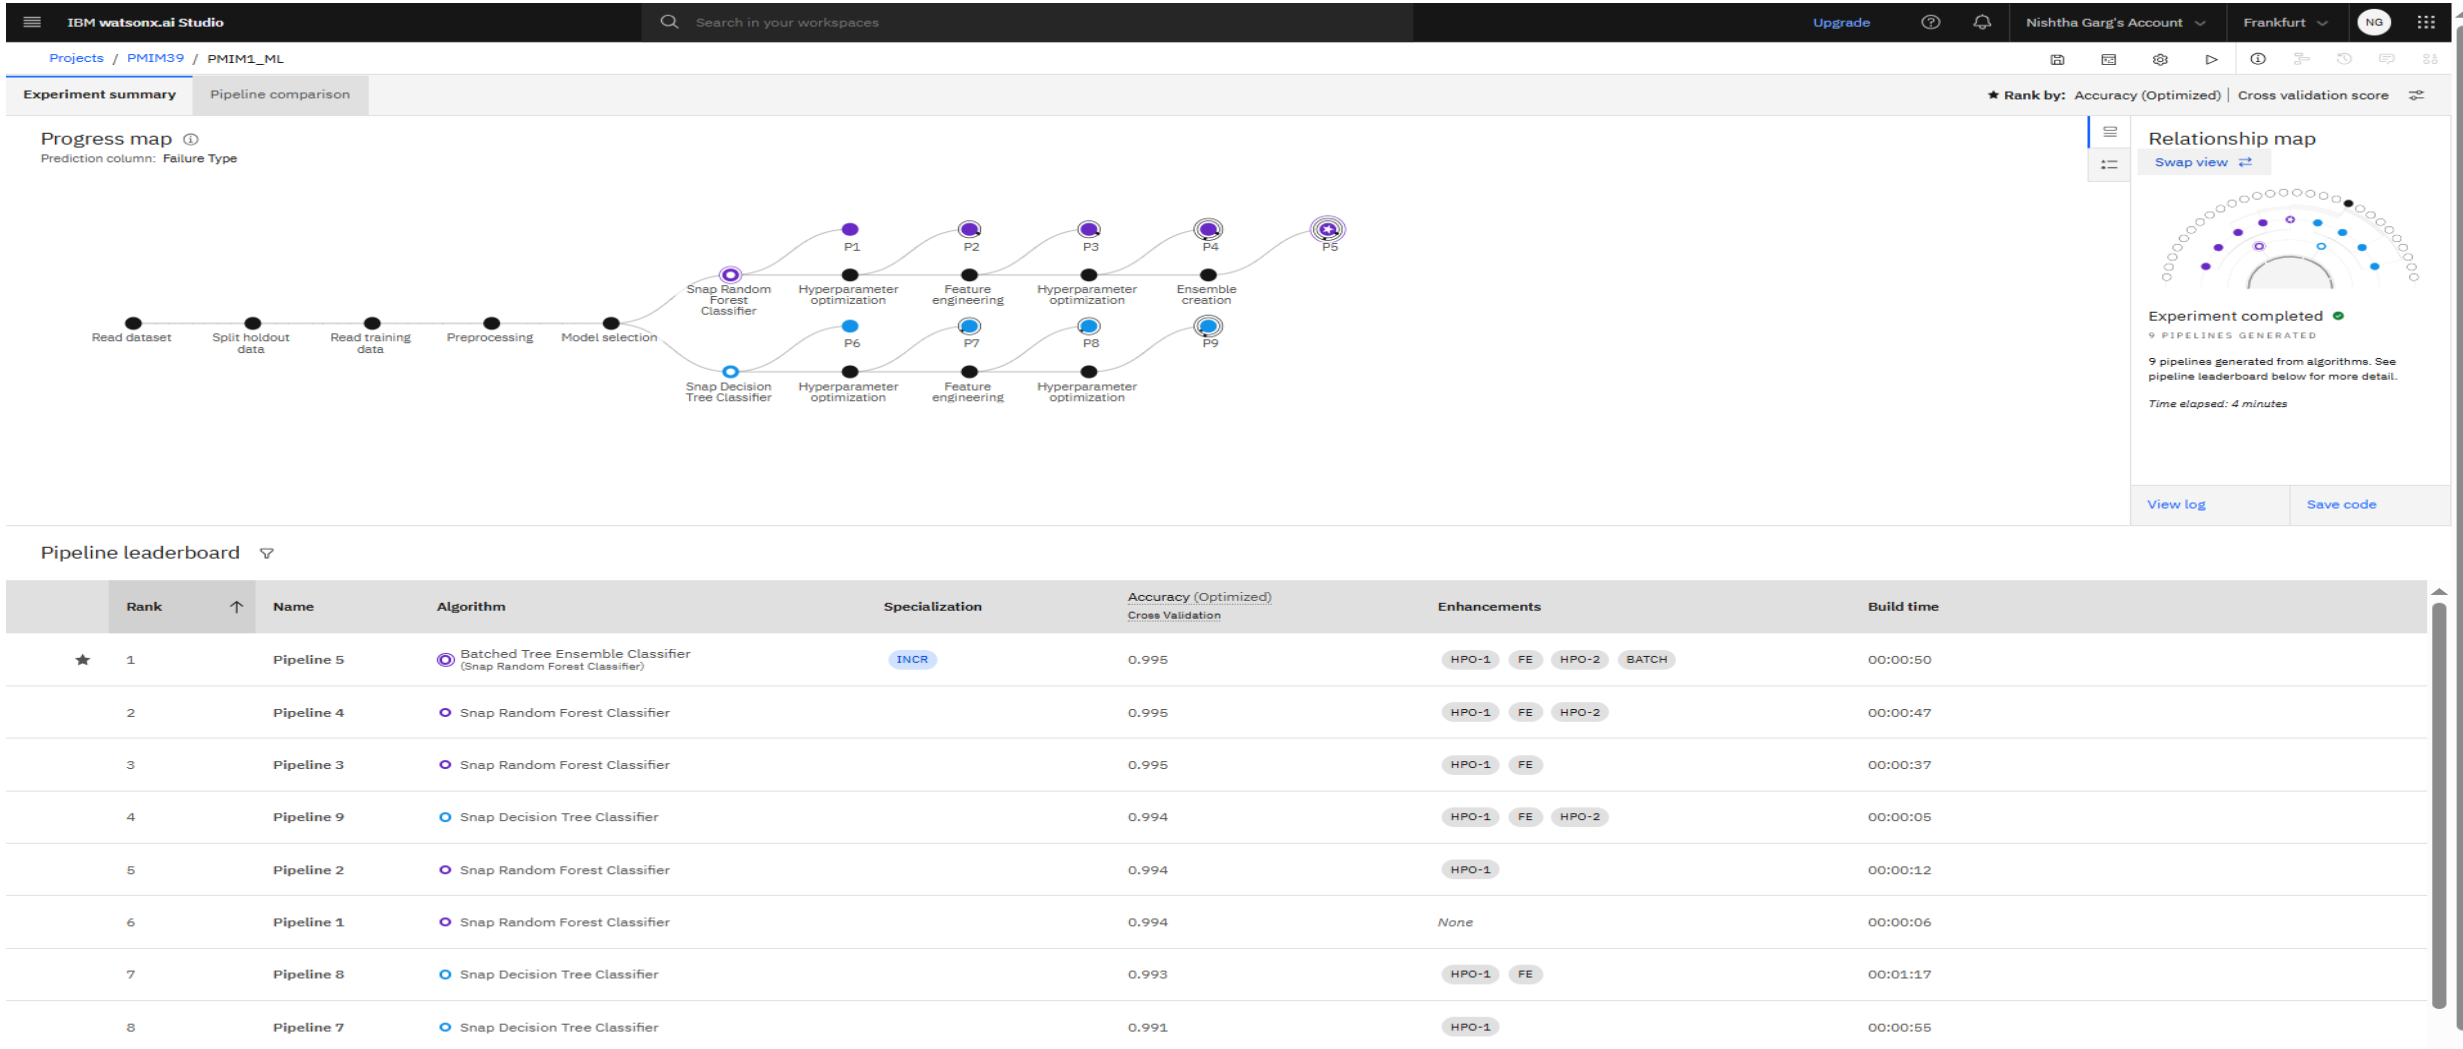 IBM watsonx.ai Studio
Search in your workspaces
Upgrade
Nishtha Garg's Account
Frankfurt
NG
Projects / PMIM39 / PMIM1_ML
Experiment summary
Pipeline comparison
★ Rank by: Accuracy (Optimized) | Cross validation score
Progress map
Prediction column: Failure Type
Relationship map
Swap view
P1
P2
P3
P4
P5
Snap Random
Forest
Classifier
Hyperparameter
optimization
Feature
engineering
Hyperparameter
optimization
Ensemble
creation
Read dataset
Split holdout
data
Read training
data
Preprocessing
Model selection
P6
P7
P8
P9
Snap Decision
Tree Classifier
Hyperparameter
optimization
Feature
engineering
Hyperparameter
optimization
Experiment completed
9 PIPELINES GENERATED
9 pipelines generated from algorithms. See
pipeline leaderboard below for more detail.
Time elapsed: 4 minutes
View log
Save code
Pipeline leaderboard
Rank Name Algorithm Specialization Accuracy (Optimized) Enhancements Build time
Cross Validation
1 Pipeline 5 Batched Tree Ensemble Classifier INCR 0.995 HPO-1 FE HPO-2 BATCH 00:00:50
(Snap Random Forest Classifier)
2 Pipeline 4 Snap Random Forest Classifier 0.995 HPO-1 FE HPO-2 00:00:47
3 Pipeline 3 Snap Random Forest Classifier 0.995 HPO-1 FE 00:00:37
4 Pipeline 9 Snap Decision Tree Classifier 0.994 HPO-1 FE HPO-2 00:00:05
5 Pipeline 2 Snap Random Forest Classifier 0.994 HPO-1 00:00:12
6 Pipeline 1 Snap Random Forest Classifier 0.994 None 00:00:06
7 Pipeline 8 Snap Decision Tree Classifier 0.993 HPO-1 FE 00:01:17
8 Pipeline 7 Snap Decision Tree Classifier 0.991 HPO-1 00:00:55